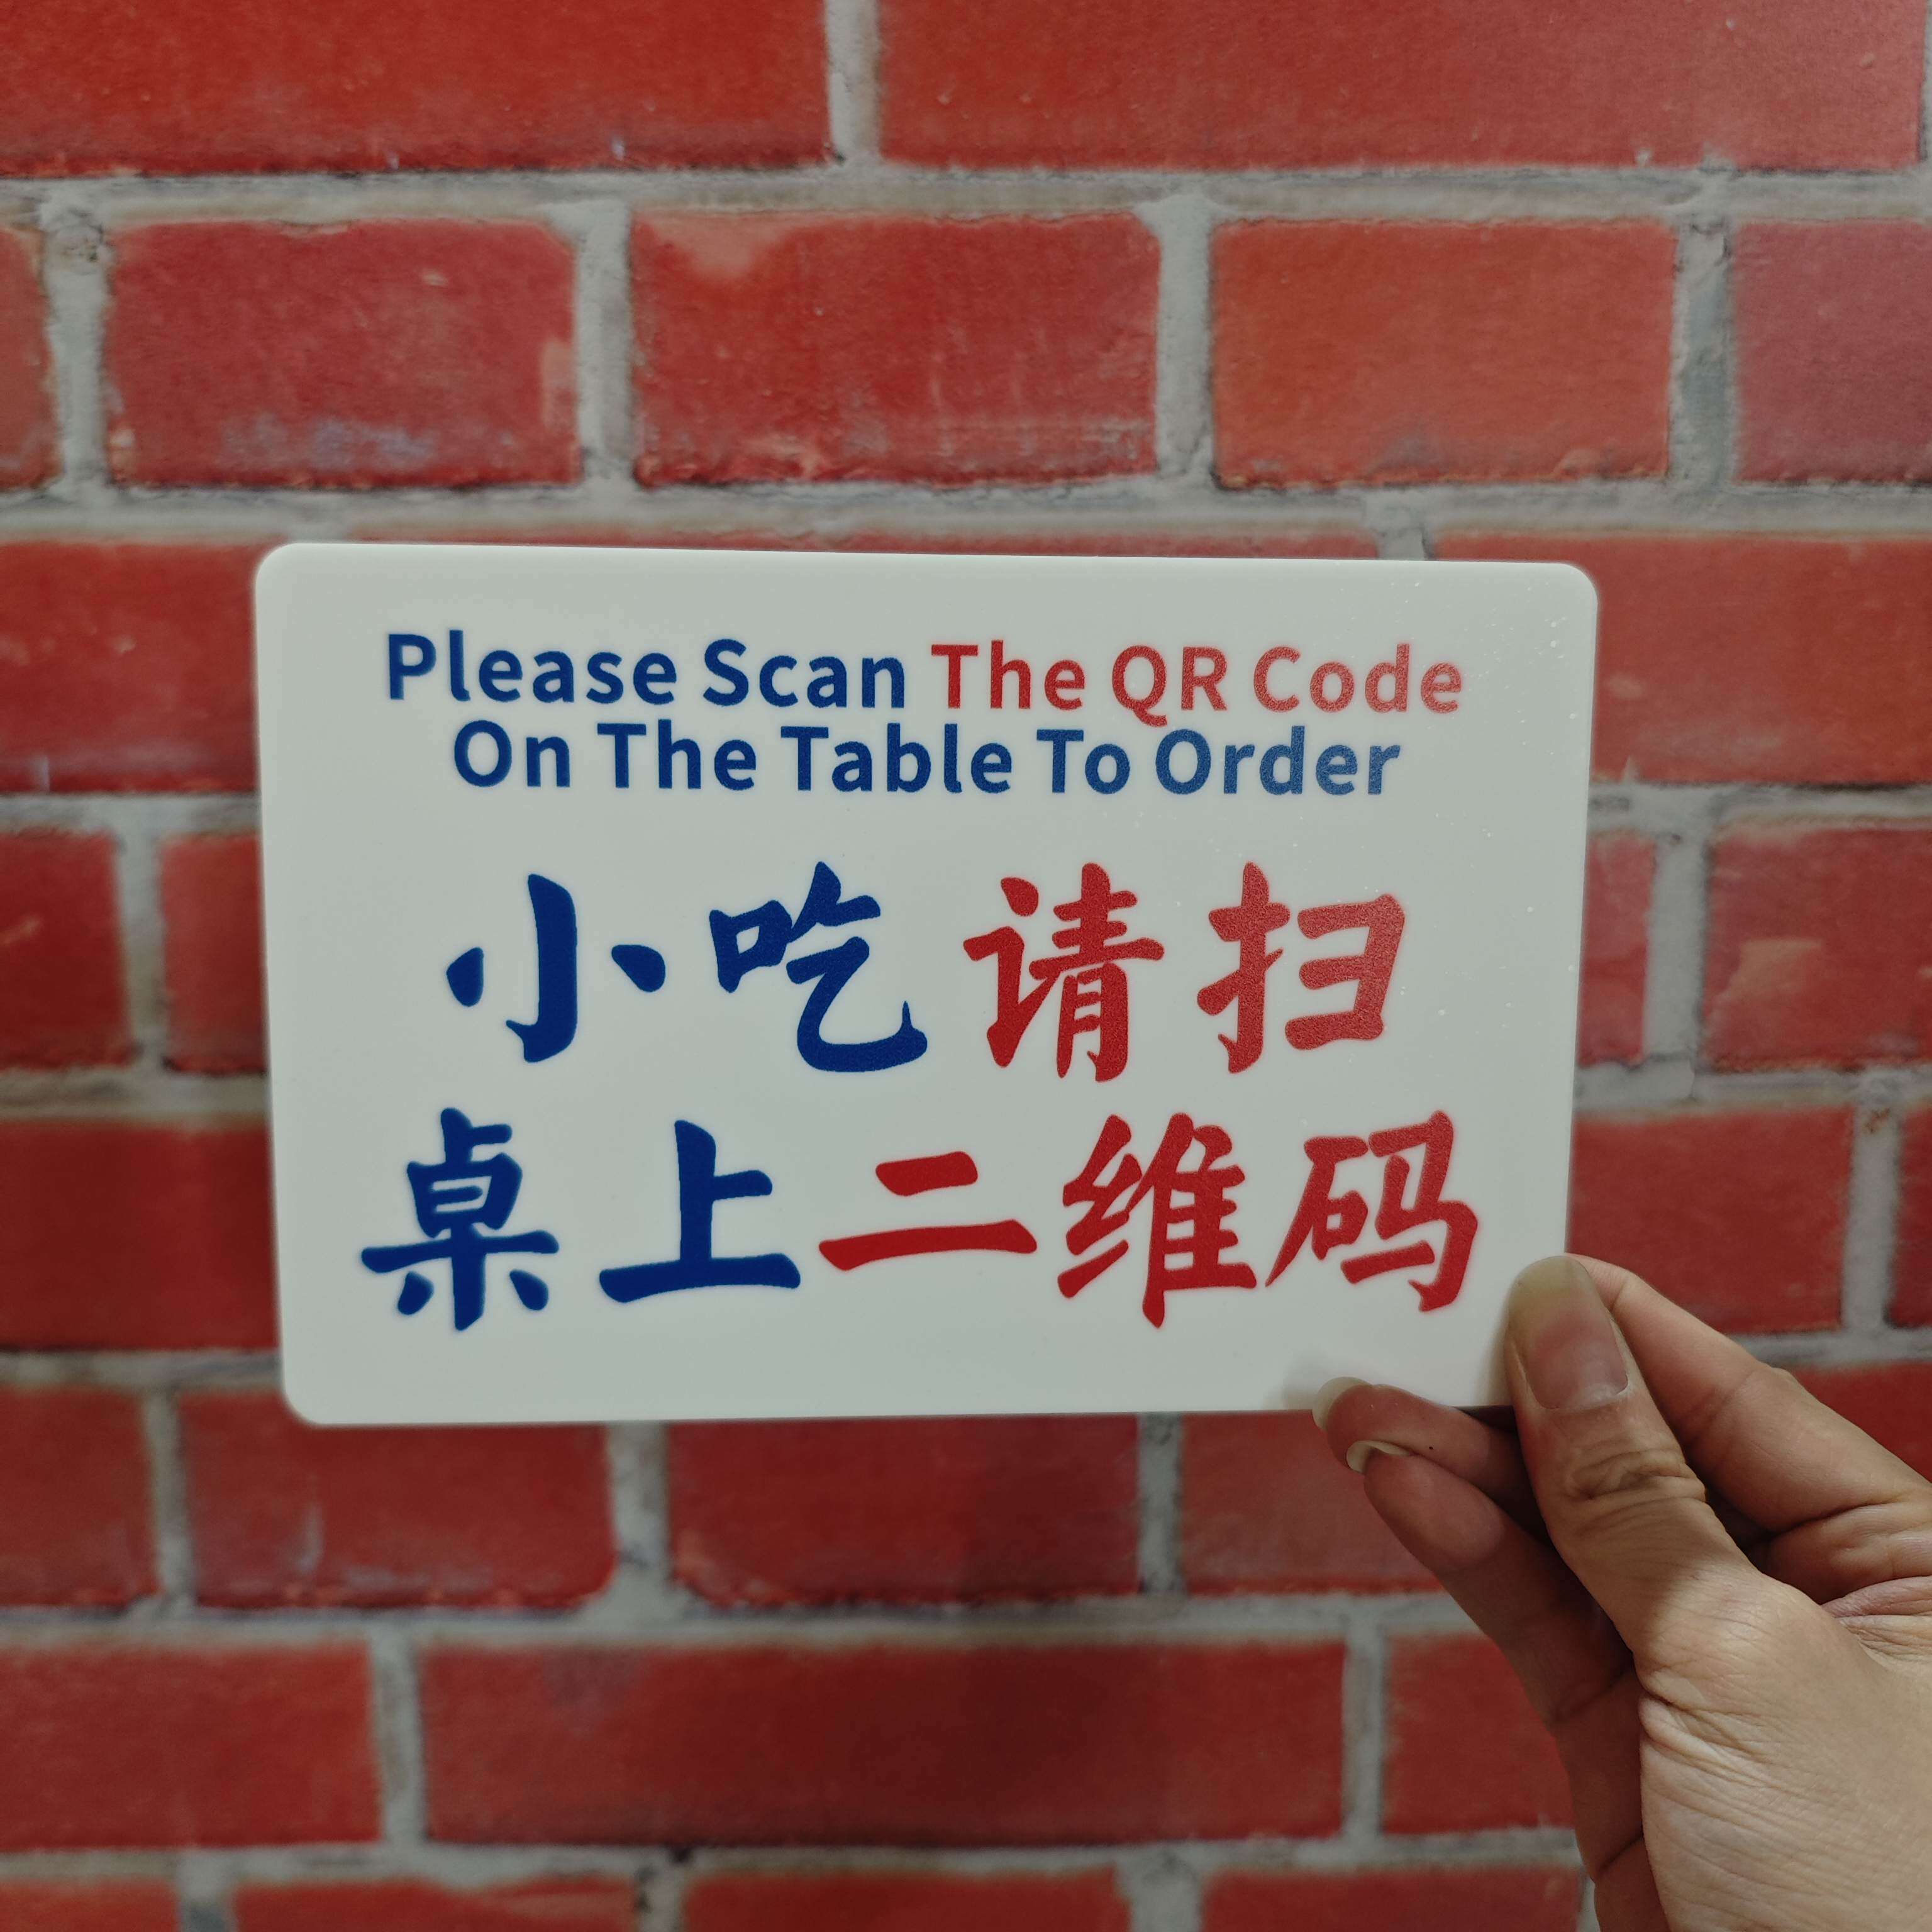 Please Scan The QR Code
On The Table To Order
小吃请扫
桌上二维码